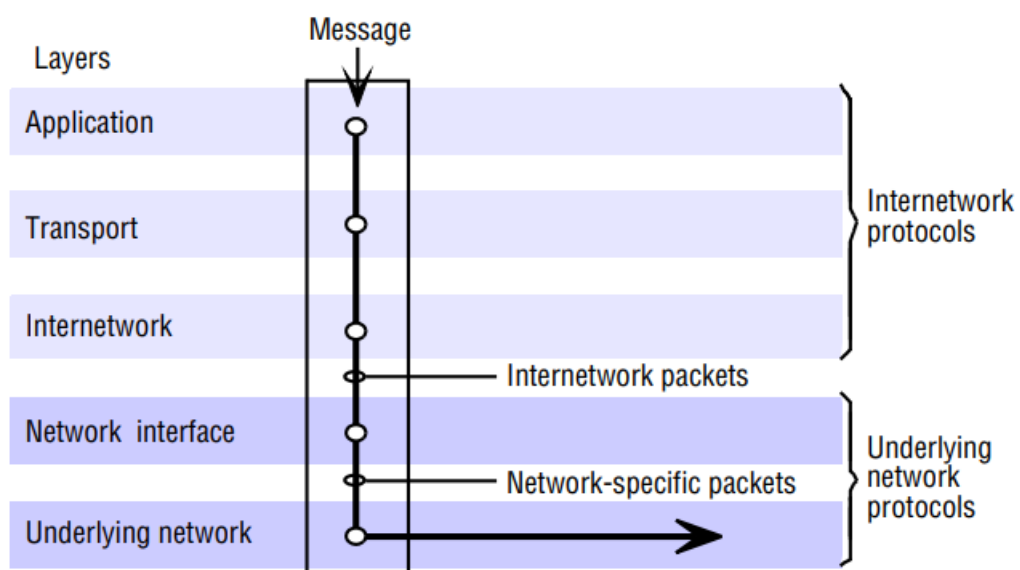 Message
Layers
Application
Transport
Internetwork
protocols
Internetwork
Internetwork packets
Network interface
Underlying
network
protocols
Network-specific packets
Underlying network